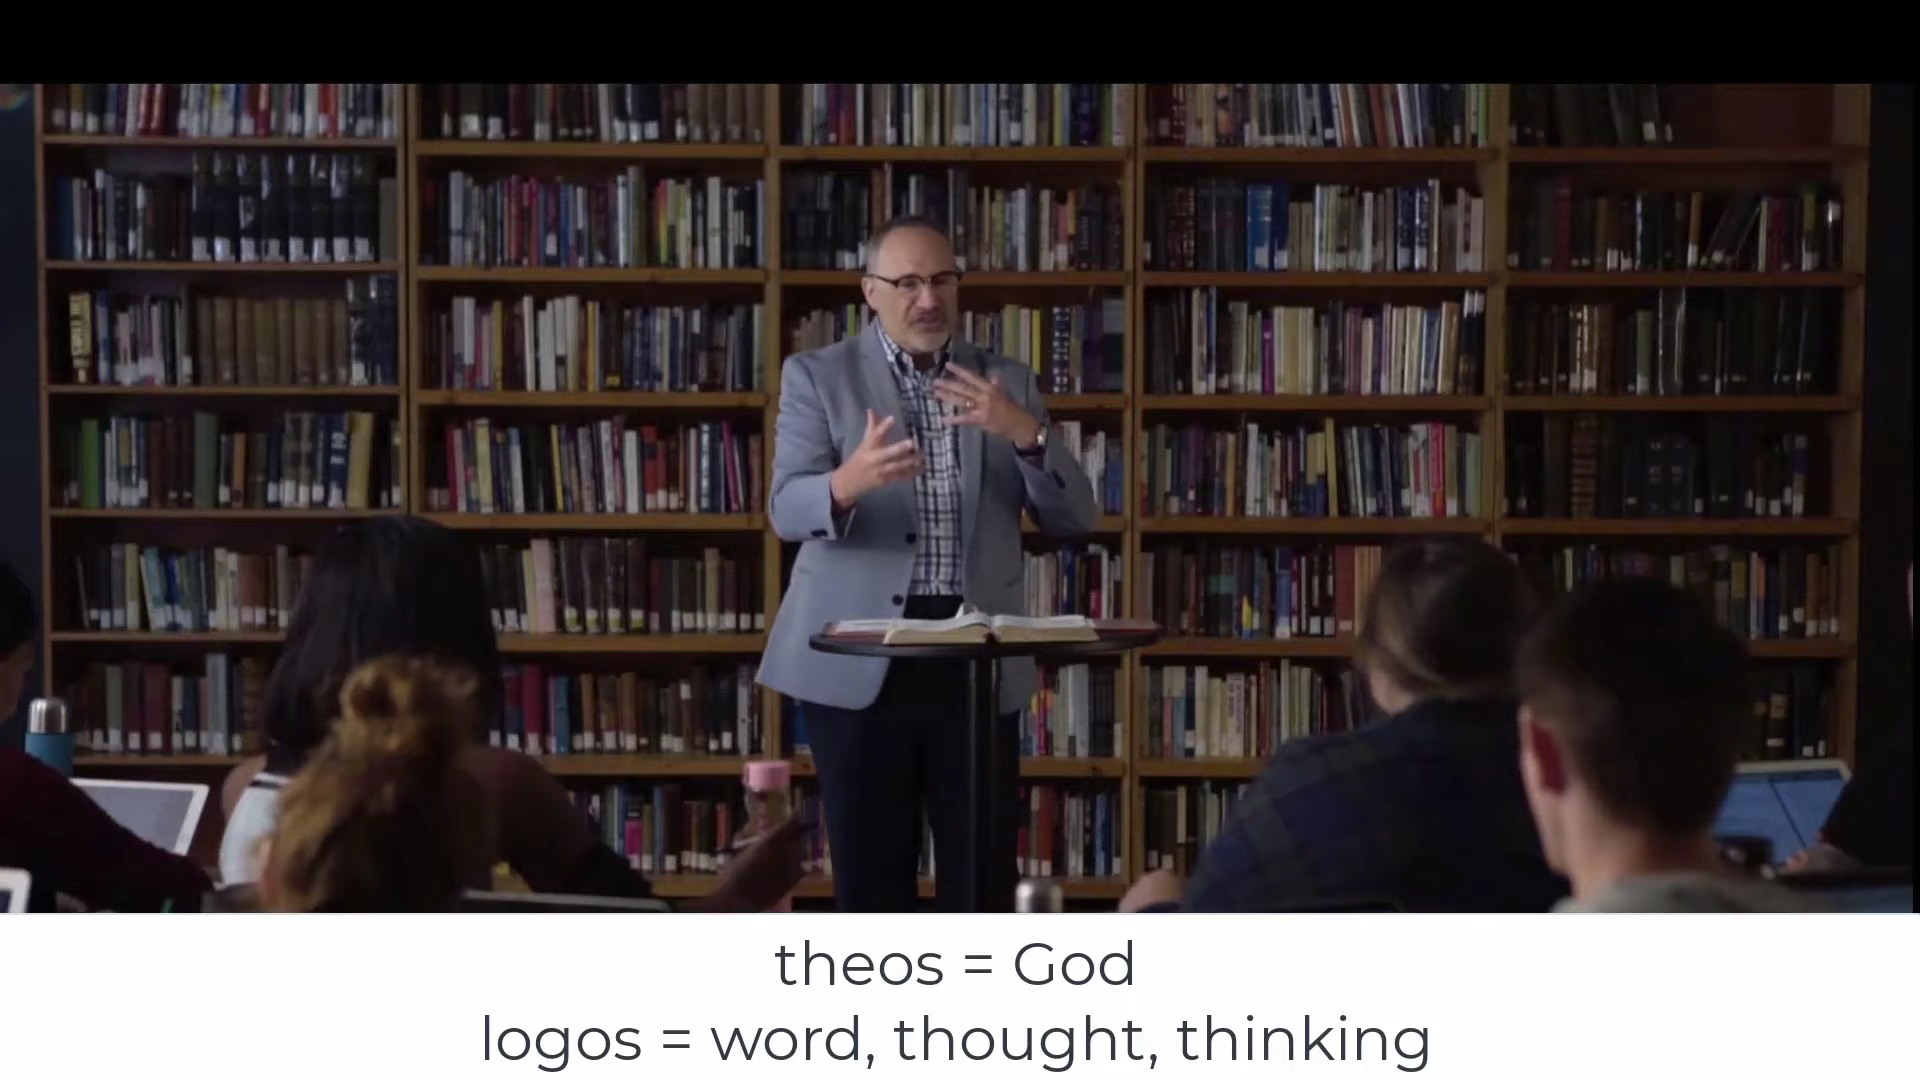 theos = God
logos = word, thought, thinking